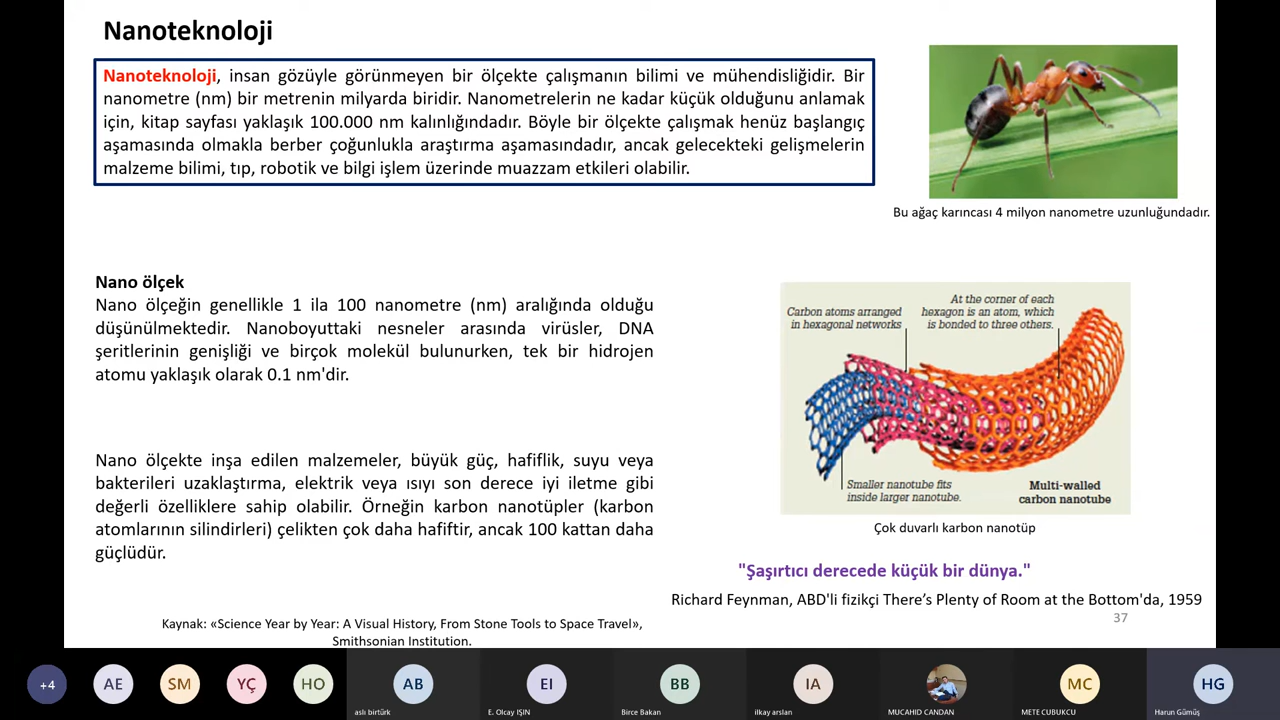 Nanoteknoloji
Nanoteknoloji, insan gözüyle görünmeyen bir ölçekte çalışmanın bilimi ve mühendisliğidir. Bir
nanometre (nm) bir metrenin milyarda biridir. Nanometrelerin ne kadar küçük olduğunu anlamak
için, kitap sayfası yaklaşık 100.000 nm kalınlığındadır. Böyle bir ölçekte çalışmak henüz başlangıç
aşamasında olmakla berber çoğunlukla araştırma aşamasındadır, ancak gelecekteki gelişmelerin
malzeme bilimi, tıp, robotik ve bilgi işlem üzerinde muazzam etkileri olabilir.
Bu ağaç karıncası 4 milyon nanometre uzunluğundadır.
Nano ölçek
Nano ölçeğin genellikle 1 ila 100 nanometre (nm) aralığında olduğu
düşünülmektedir. Nanoboyuttaki nesneler arasında virüsler, DNA
şeritlerinin genişliği ve birçok molekül bulunurken, tek bir hidrojen
atomu yaklaşık olarak 0.1 nm'dir.
Nano ölçekte inşa edilen malzemeler, büyük güç, hafiflik, suyu veya
bakterileri uzaklaştırma, elektrik veya ısıyı son derece iyi iletme gibi
değerli özelliklere sahip olabilir. Örneğin karbon nanotüpler (karbon
atomlarının silindirleri) çelikten çok daha hafiftir, ancak 100 kattan daha
güçlüdür.
Carbon atoms arranged
in hexagonal networks
At the corner of each
hexagon is an atom, which
is bonded to three others.
Smaller nanotube fits
inside larger nanotube.
Multi-walled
carbon nanotube
Çok duvarlı karbon nanotüp
"Şaşırtıcı derecede küçük bir dünya."
Richard Feynman, ABD'li fizikçi There's Plenty of Room at the Bottom'da, 1959
37
Kaynak: «Science Year by Year: A Visual History, From Stone Tools to Space Travel»,
Smithsonian Institution.
+4
AE
SM
YÇ
HO
AB
aslı birtürk
EI
E. Olcay IŞIN
BB
Birce Bakan
IA
ilkay arslan
MUCAHID CANDAN
MC
METE CUBUKCU
HG
Harun Gümüş